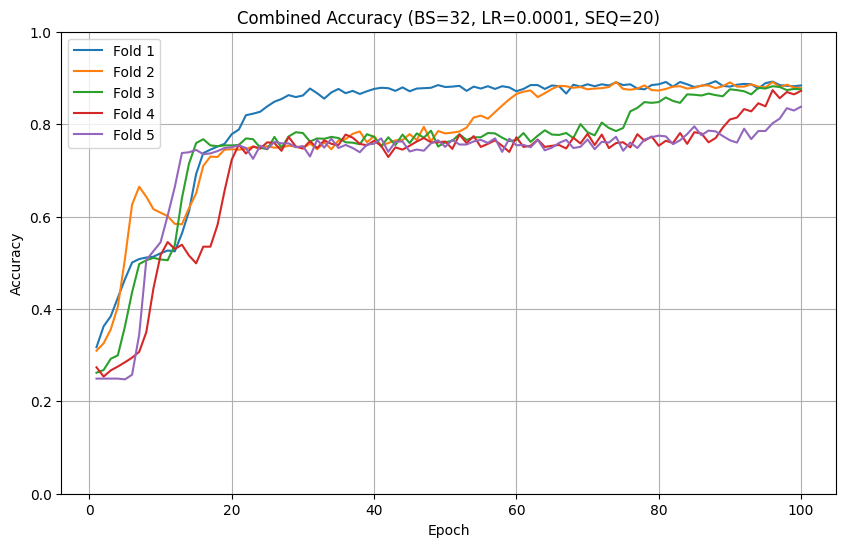 Combined Accuracy (BS=32, LR=0.0001, SEQ=20)
Fold 1
Fold 2
Fold 3
Fold 4
Fold 5
Accuracy
1.0
0.8
0.6
0.4
0.2
0.0
0 20 40 60 80 100
Epoch